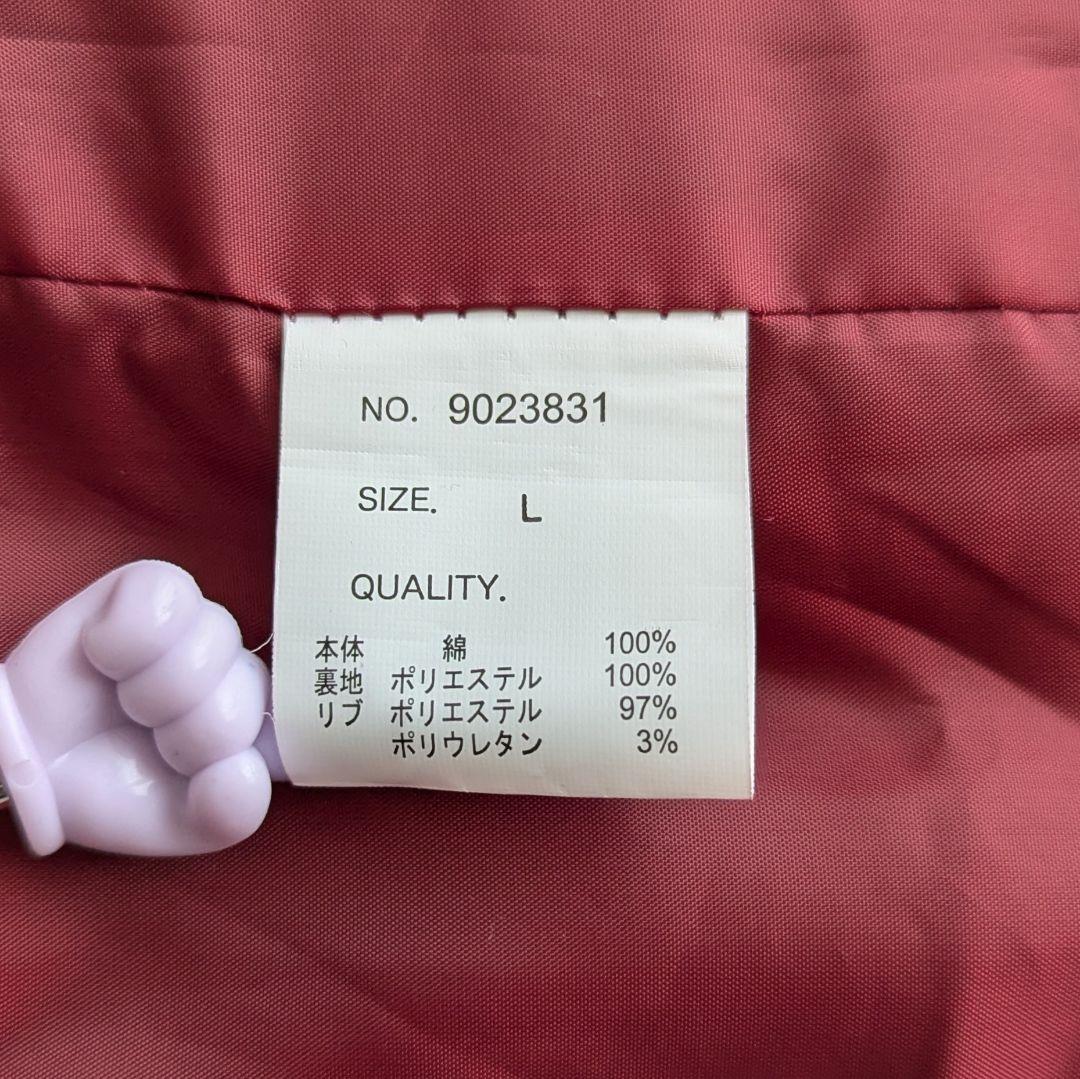 NO. 9023831
SIZE. L
QUALITY.
本体 綿 100%
裏地 ポリエステル 100%
リブ ポリエステル 97%
ポリウレタン 3%